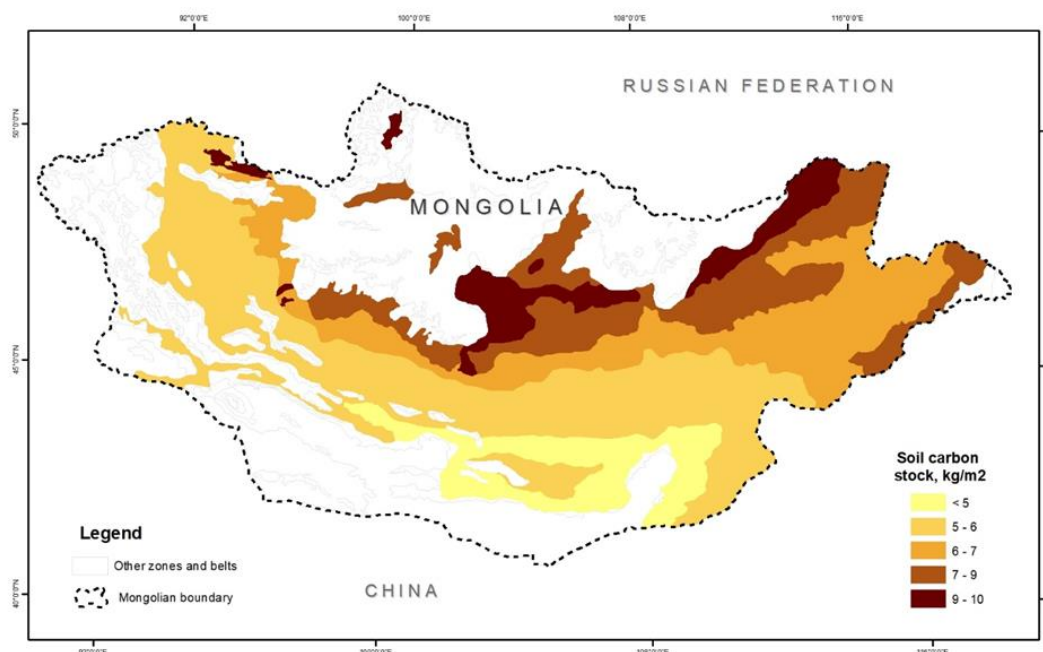 92°0'0"E 100°0'0"E 108°0'0"E 116°0'0"E
RUSSIAN FEDERATION
50°0'0"N
MONGOLIA
45°0'0"N
Soil carbon
stock, kg/m2
< 5
5 - 6
6 - 7
7 - 9
9 - 10
Legend
Other zones and belts
Mongolian boundary
CHINA
40°0'0"N